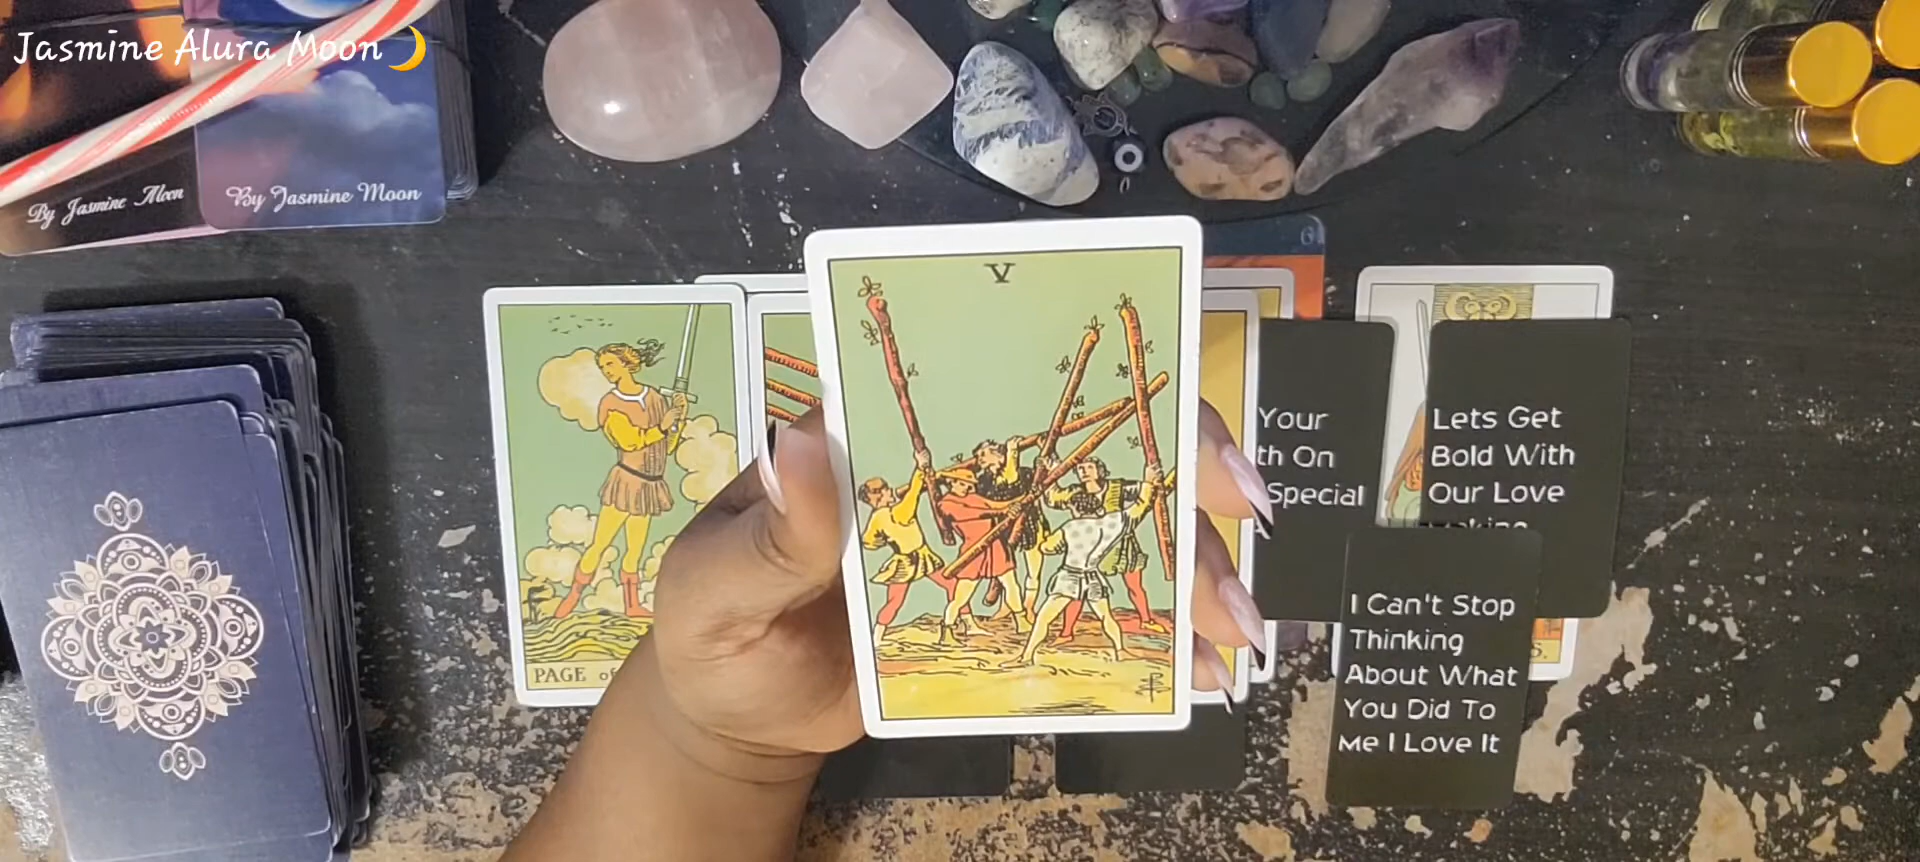 Jasmine Alura Moon
By Jasmine Moon
By Jasmine Moon
V
PAGE of
Your
th On
Special
Lets Get
Bold With
Our Love
I Can't Stop
Thinking
About What
You Did To
Me I Love It